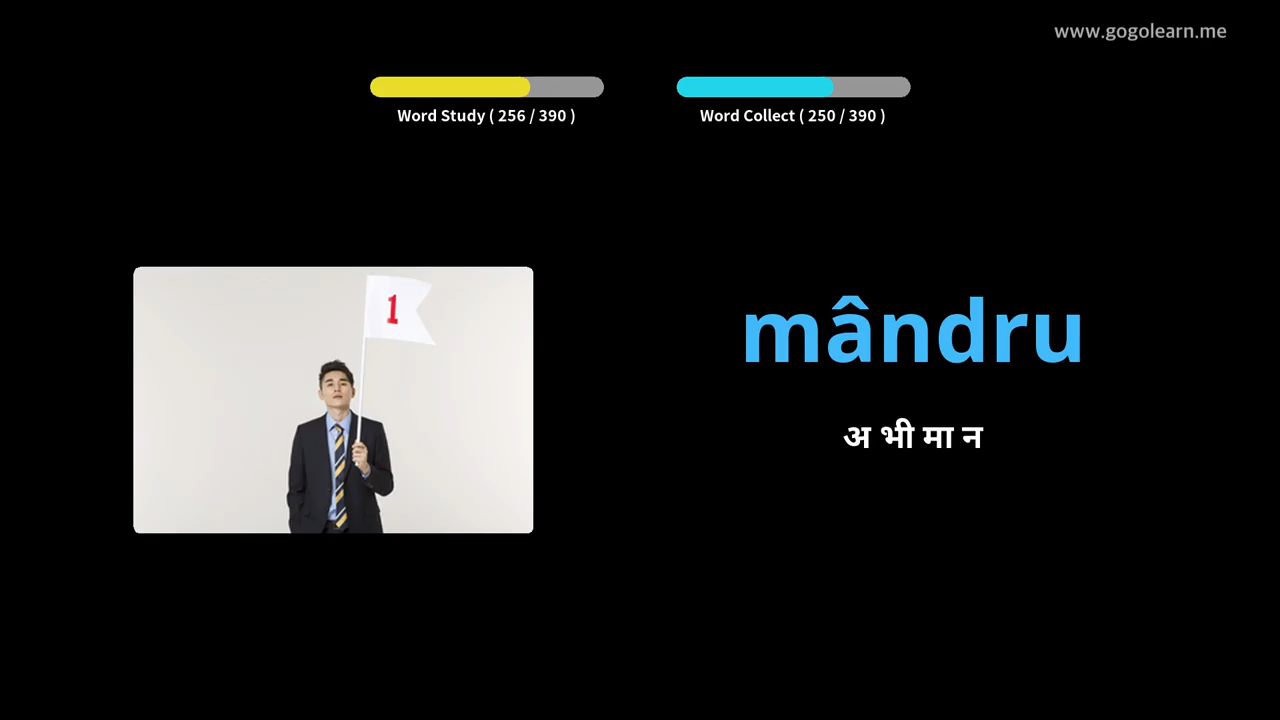 www.gogolearn.me
Word Study ( 256 / 390 )
Word Collect ( 250 / 390 )
1
mândru
अ भी मा न